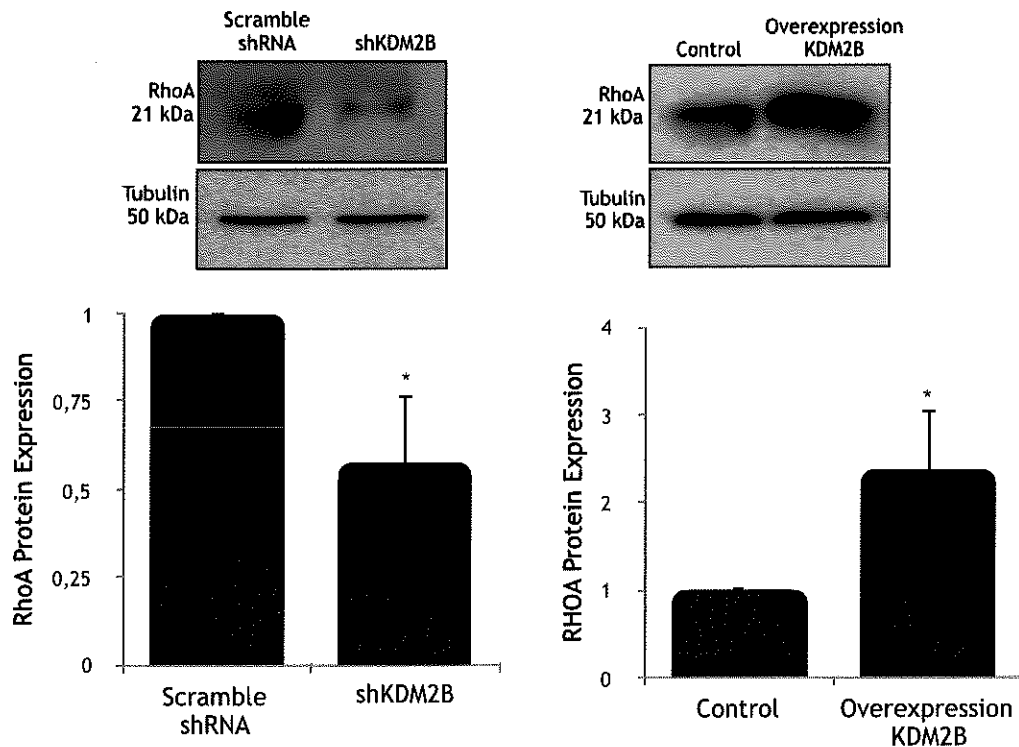 Scramble
shRNA
shKDM2B
RhoA
21 kDa
Tubulin
50 kDa
Control
Overexpression
KDM2B
RhoA
21 kDa
Tubulin
50 kDa
RhoA Protein Expression
1
0,75
0,5
0,25
0
*
Scramble
shRNA
shKDM2B
RHOA Protein Expression
4
3
2
1
0
*
Control
Overexpression
KDM2B